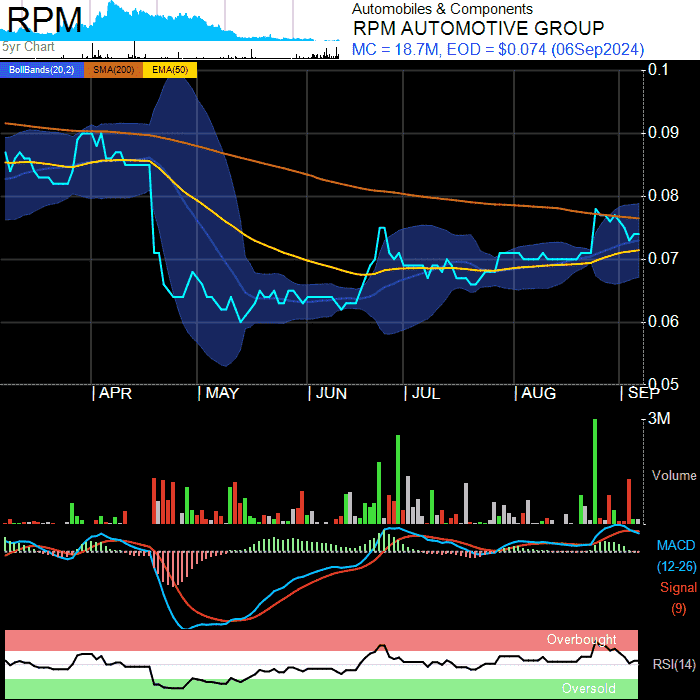 RPM
5yr Chart
Automobiles & Components
RPM AUTOMOTIVE GROUP
MC = 18.7M, EOD = $0.074 (06Sep2024)
BollBands(20,2) SMA(200) EMA(50)
0.1
0.09
0.08
0.07
0.06
0.05
APR MAY JUN JUL AUG SEP
3M
Volume
MACD
(12-26)
Signal
(9)
Overbought
RSI(14)
Oversold